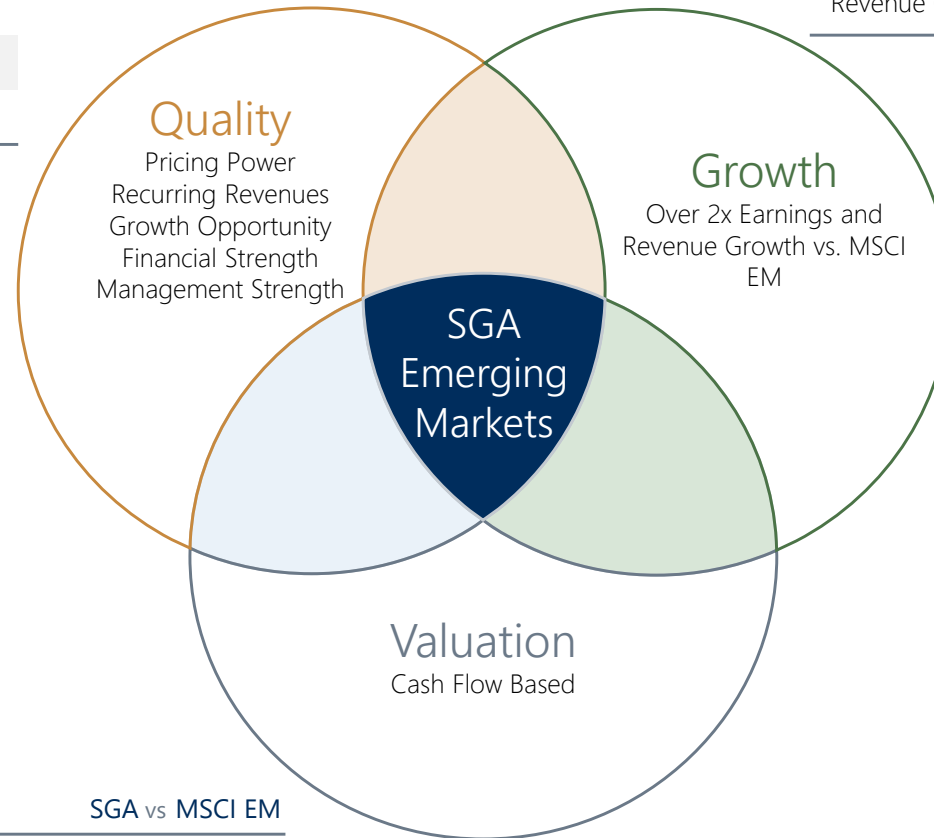 Revenue
Quality
Pricing Power
Recurring Revenues
Growth Opportunity
Financial Strength
Management Strength
Growth
Over 2x Earnings and
Revenue Growth vs. MSCI
EM
SGA
Emerging
Markets
Valuation
Cash Flow Based
SGA vs MSCI EM